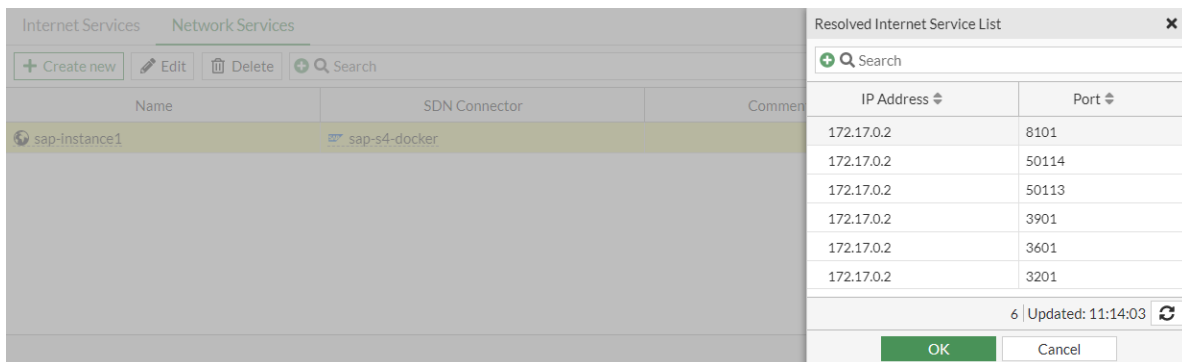 Internet Services Network Services
Create new Edit Delete Search
Name SDN Connector Commen
sap-instance1 SAP sap-s4-docker
Resolved Internet Service List
Search
IP Address Port
172.17.0.2 8101
172.17.0.2 50114
172.17.0.2 50113
172.17.0.2 3901
172.17.0.2 3601
172.17.0.2 3201
6 Updated: 11:14:03
OK Cancel